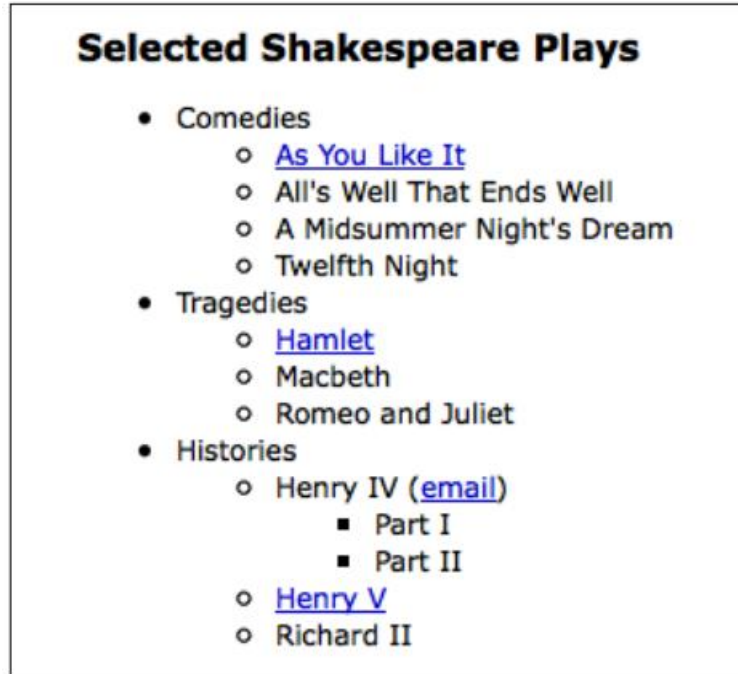 Selected Shakespeare Plays
Comedies
As You Like It
All's Well That Ends Well
A Midsummer Night's Dream
Twelfth Night
Tragedies
Hamlet
Macbeth
Romeo and Juliet
Histories
Henry IV (email)
Part I
Part II
Henry V
Richard II